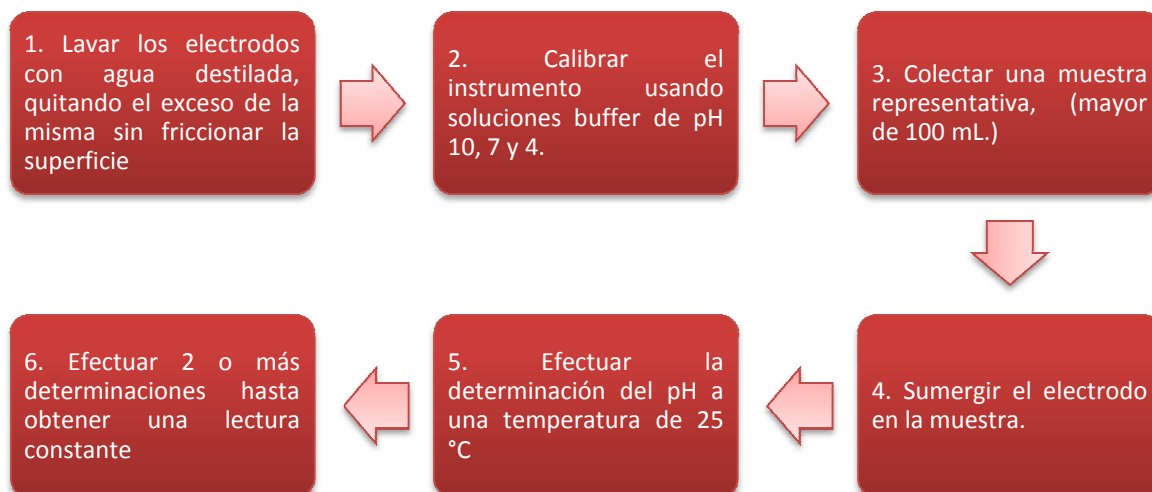 1. Lavar los electrodos
con agua destilada,
quitando el exceso de la
misma sin friccionar la
superficie
2. Calibrar el
instrumento usando
soluciones buffer de pH
10, 7 y 4.
3. Colectar una muestra
representativa, (mayor
de 100 mL.)
4. Sumergir el electrodo
en la muestra.
5. Efectuar la
determinación del pH a
una temperatura de 25
°C
6. Efectuar 2 o más
determinaciones hasta
obtener una lectura
constante